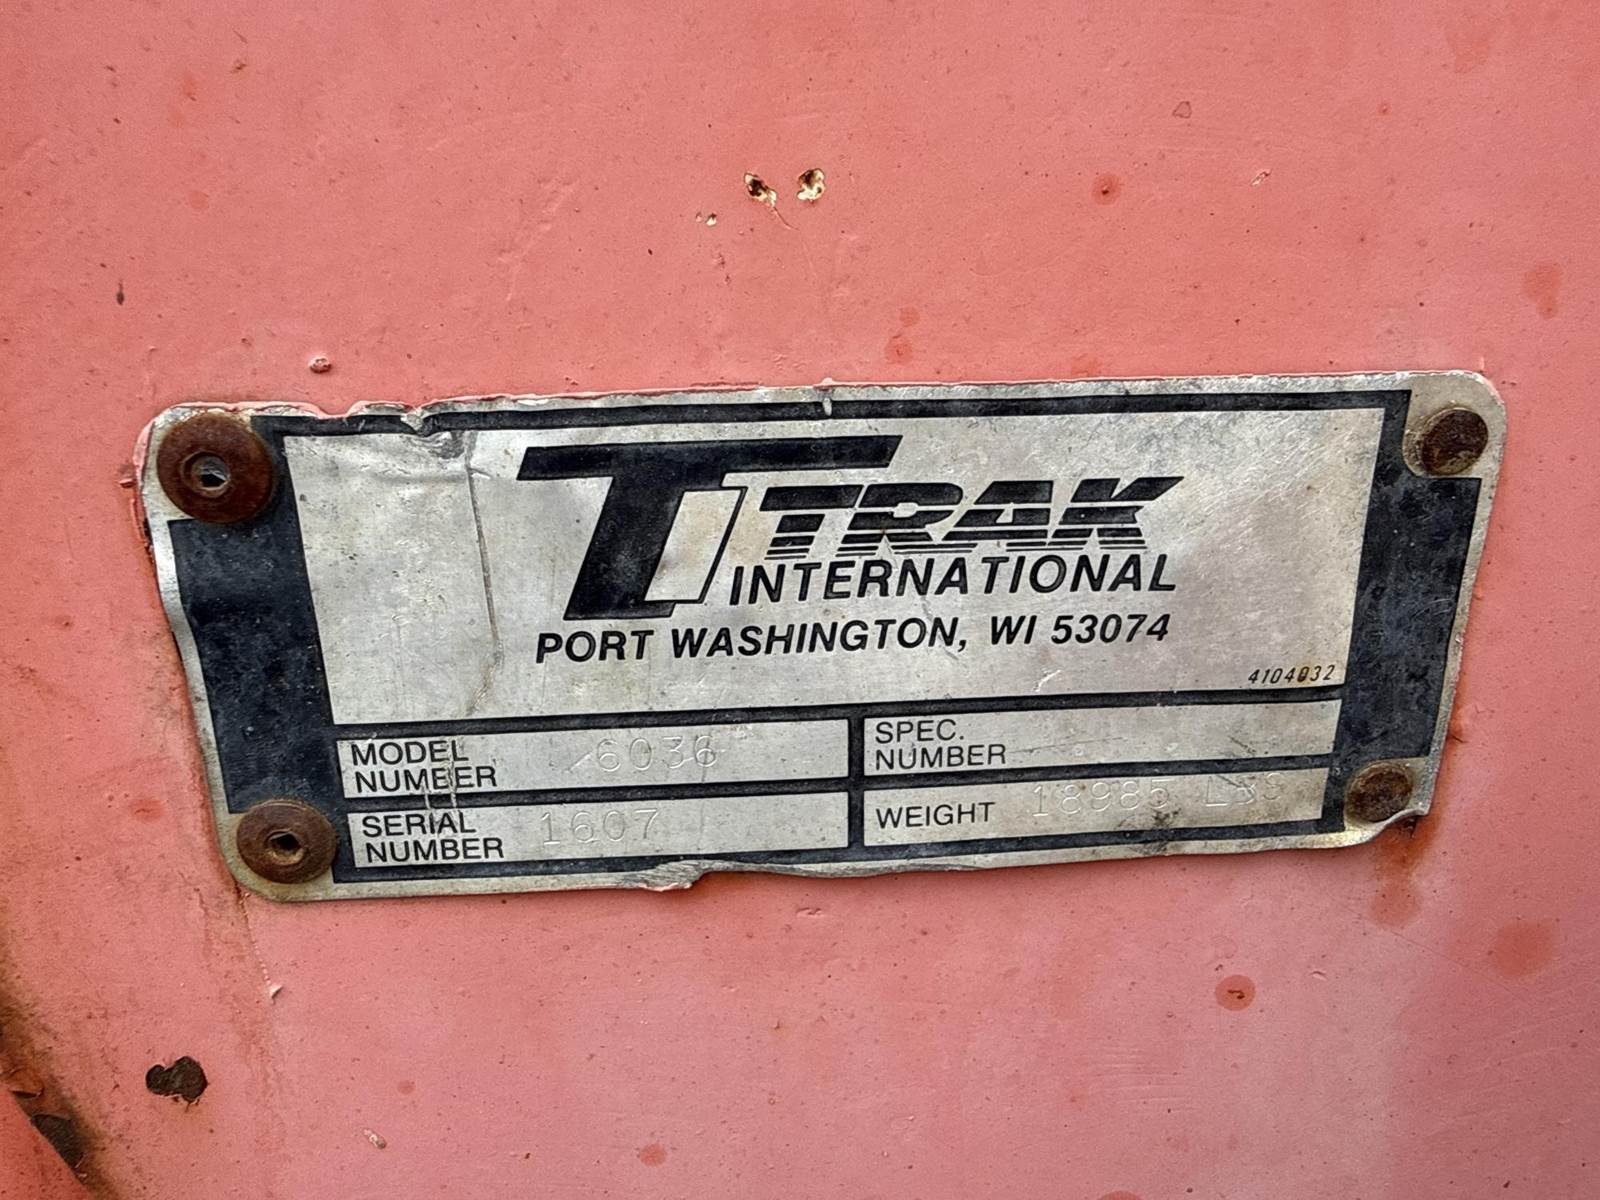 TRAK
INTERNATIONAL
PORT WASHINGTON, WI 53074
4104032
MODEL NUMBER 6036
SPEC. NUMBER
SERIAL NUMBER 1607
WEIGHT 18985 LBS